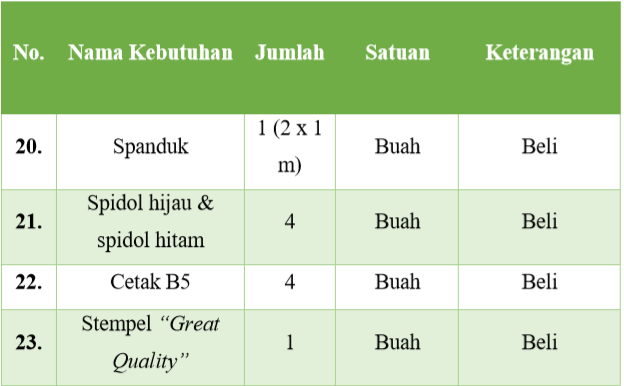 No. Nama Kebutuhan Jumlah Satuan Keterangan
20. Spanduk 1 (2 x 1 m) Buah Beli
21. Spidol hijau & spidol hitam 4 Buah Beli
22. Cetak B5 4 Buah Beli
23. Stempel “Great Quality” 1 Buah Beli